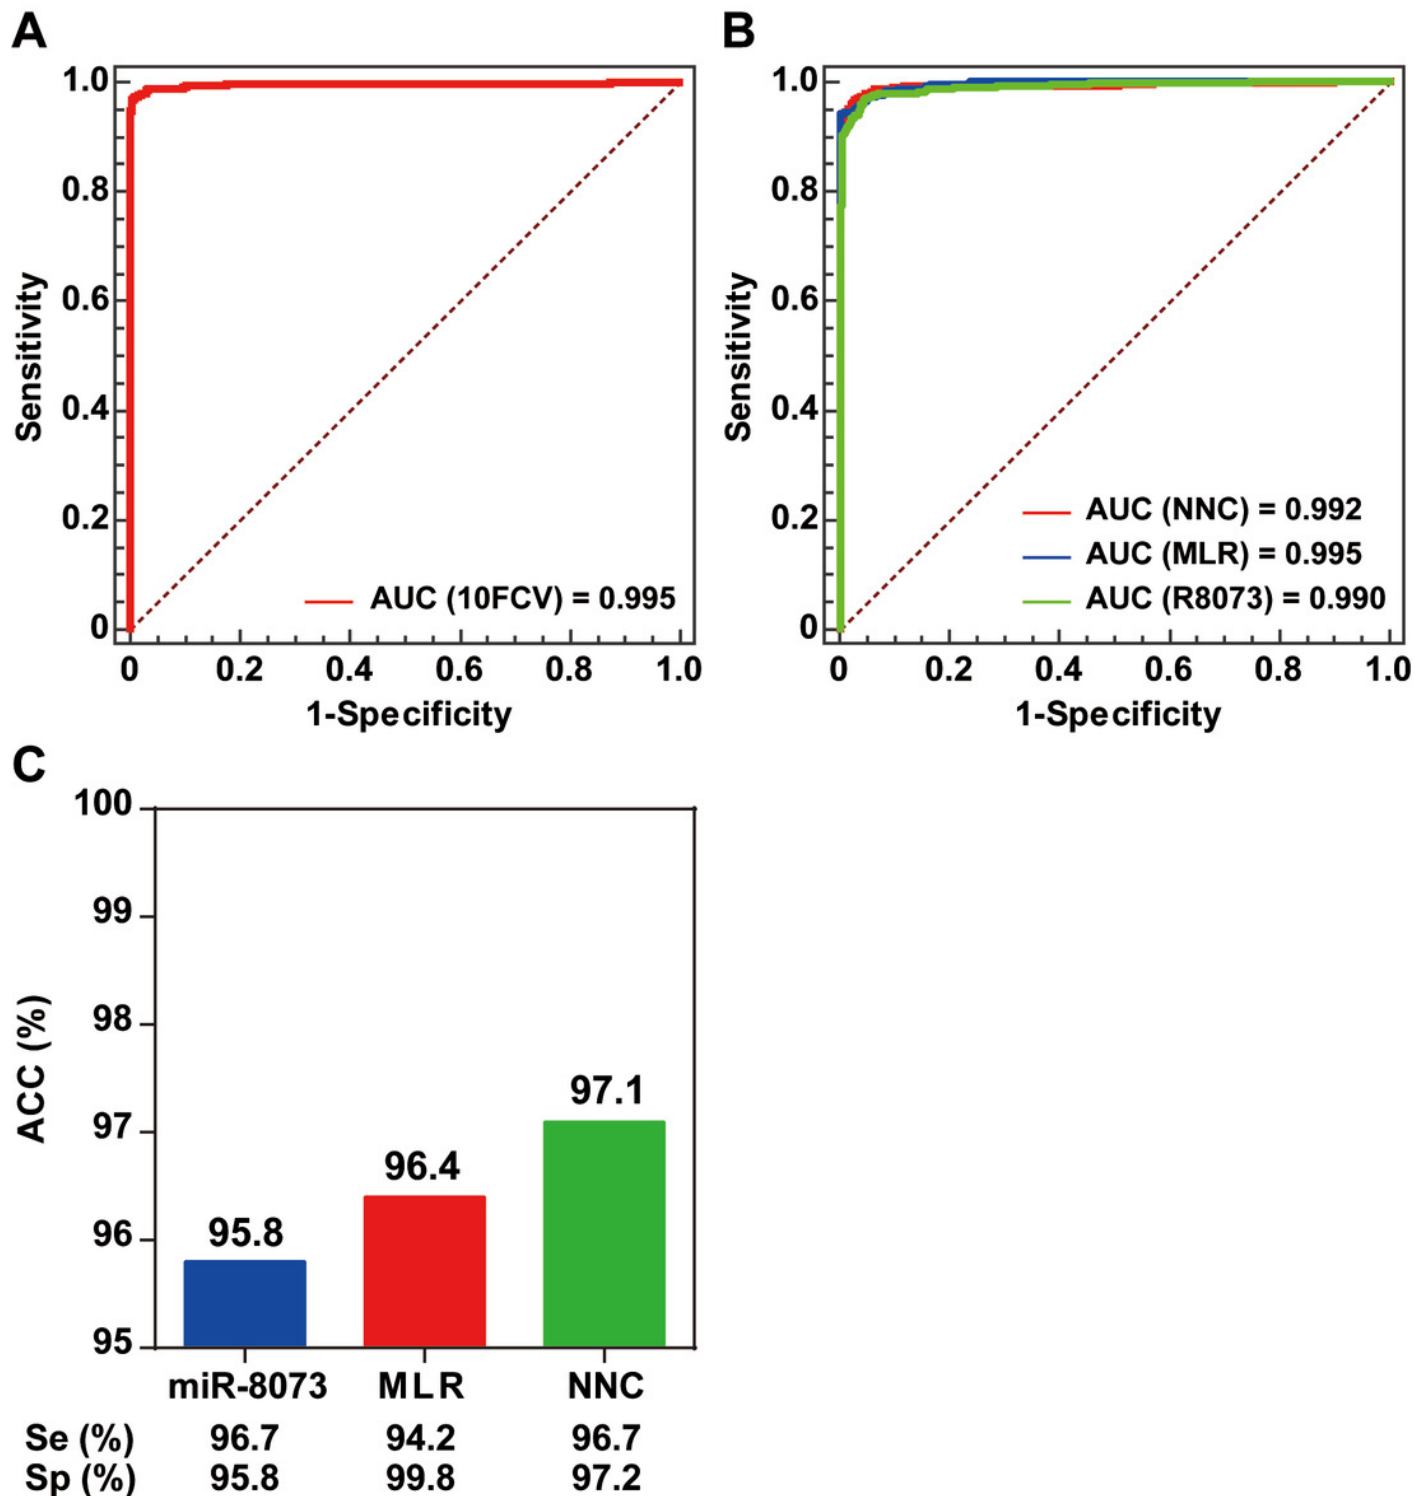 A
B
1.0
0.8
0.6
0.4
0.2
0
Sensitivity
AUC (10FCV) = 0.995
0 0.2 0.4 0.6 0.8 1.0
1-Specificity
1.0
0.8
0.6
0.4
0.2
0
Sensitivity
AUC (NNC) = 0.992
AUC (MLR) = 0.995
AUC (R8073) = 0.990
0 0.2 0.4 0.6 0.8 1.0
1-Specificity
C
100
99
98
97
96
95
ACC (%)
95.8
96.4
97.1
miR-8073 MLR NNC
Se (%) 96.7 94.2 96.7
Sp (%) 95.8 99.8 97.2